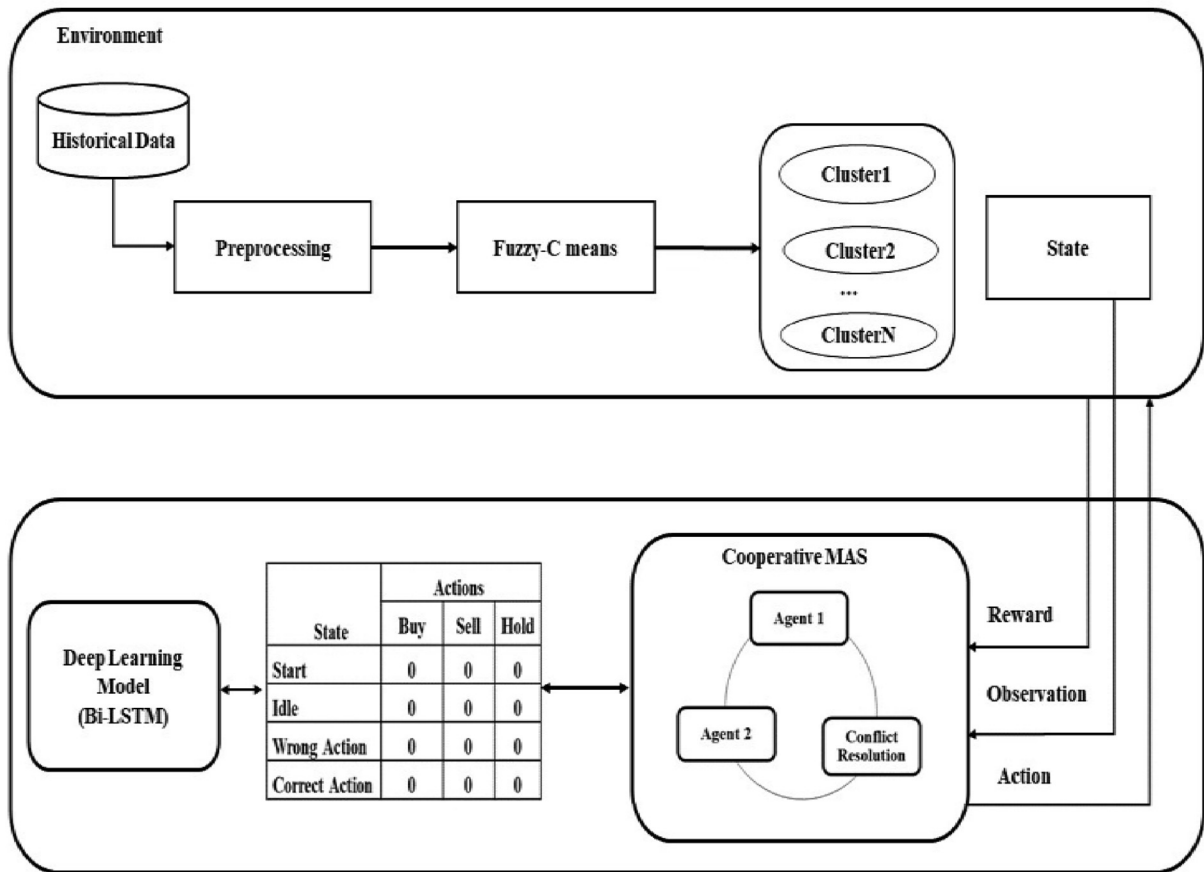 Environment
Historical Data
Preprocessing
Fuzzy-C means
Cluster1
Cluster2
...
ClusterN
State
Deep Learning
Model
(Bi-LSTM)
State
Actions
Buy Sell Hold
Start 0 0 0
Idle 0 0 0
Wrong Action 0 0 0
Correct Action 0 0 0
Cooperative MAS
Agent 1
Agent 2
Conflict
Resolution
Reward
Observation
Action